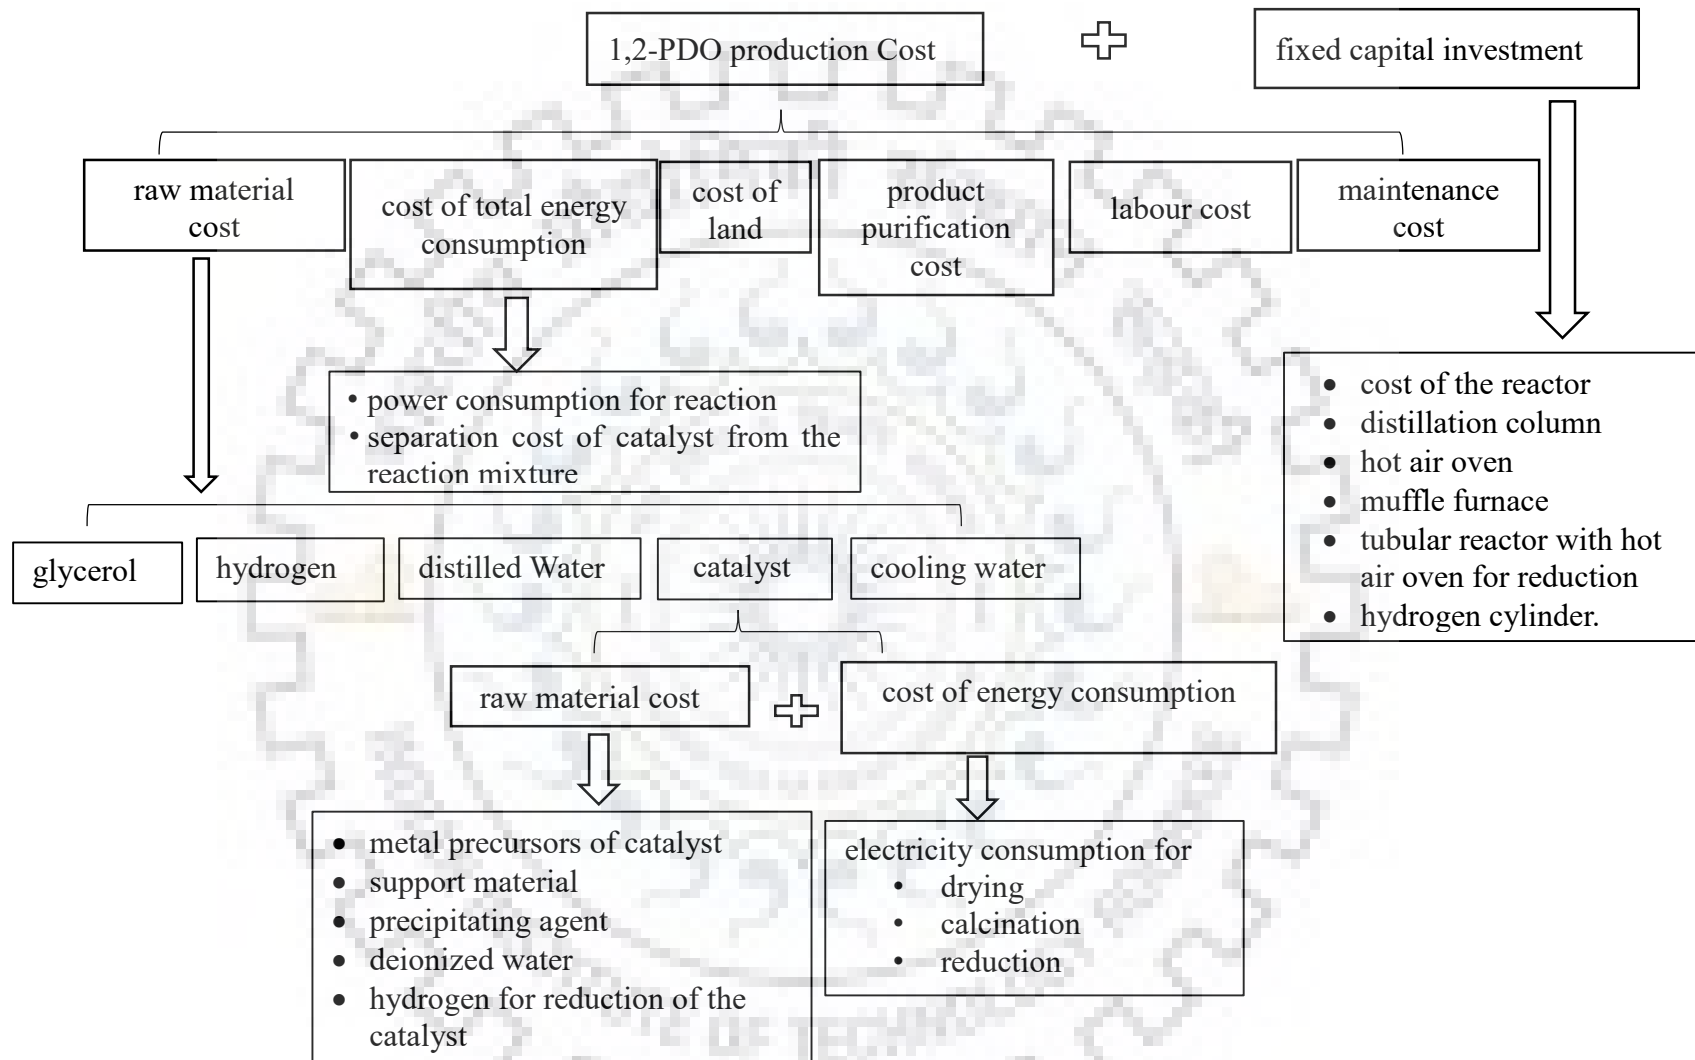 1,2-PDO production Cost
fixed capital investment
raw material
cost
cost of total energy
consumption
cost of
land
product
purification
cost
labour cost
maintenance
cost
• power consumption for reaction
• separation cost of catalyst from the
reaction mixture
• cost of the reactor
• distillation column
• hot air oven
• muffle furnace
• tubular reactor with hot
air oven for reduction
• hydrogen cylinder.
glycerol
hydrogen
distilled Water
catalyst
cooling water
raw material cost
cost of energy consumption
• metal precursors of catalyst
• support material
• precipitating agent
• deionized water
• hydrogen for reduction of the
catalyst
electricity consumption for
• drying
• calcination
• reduction